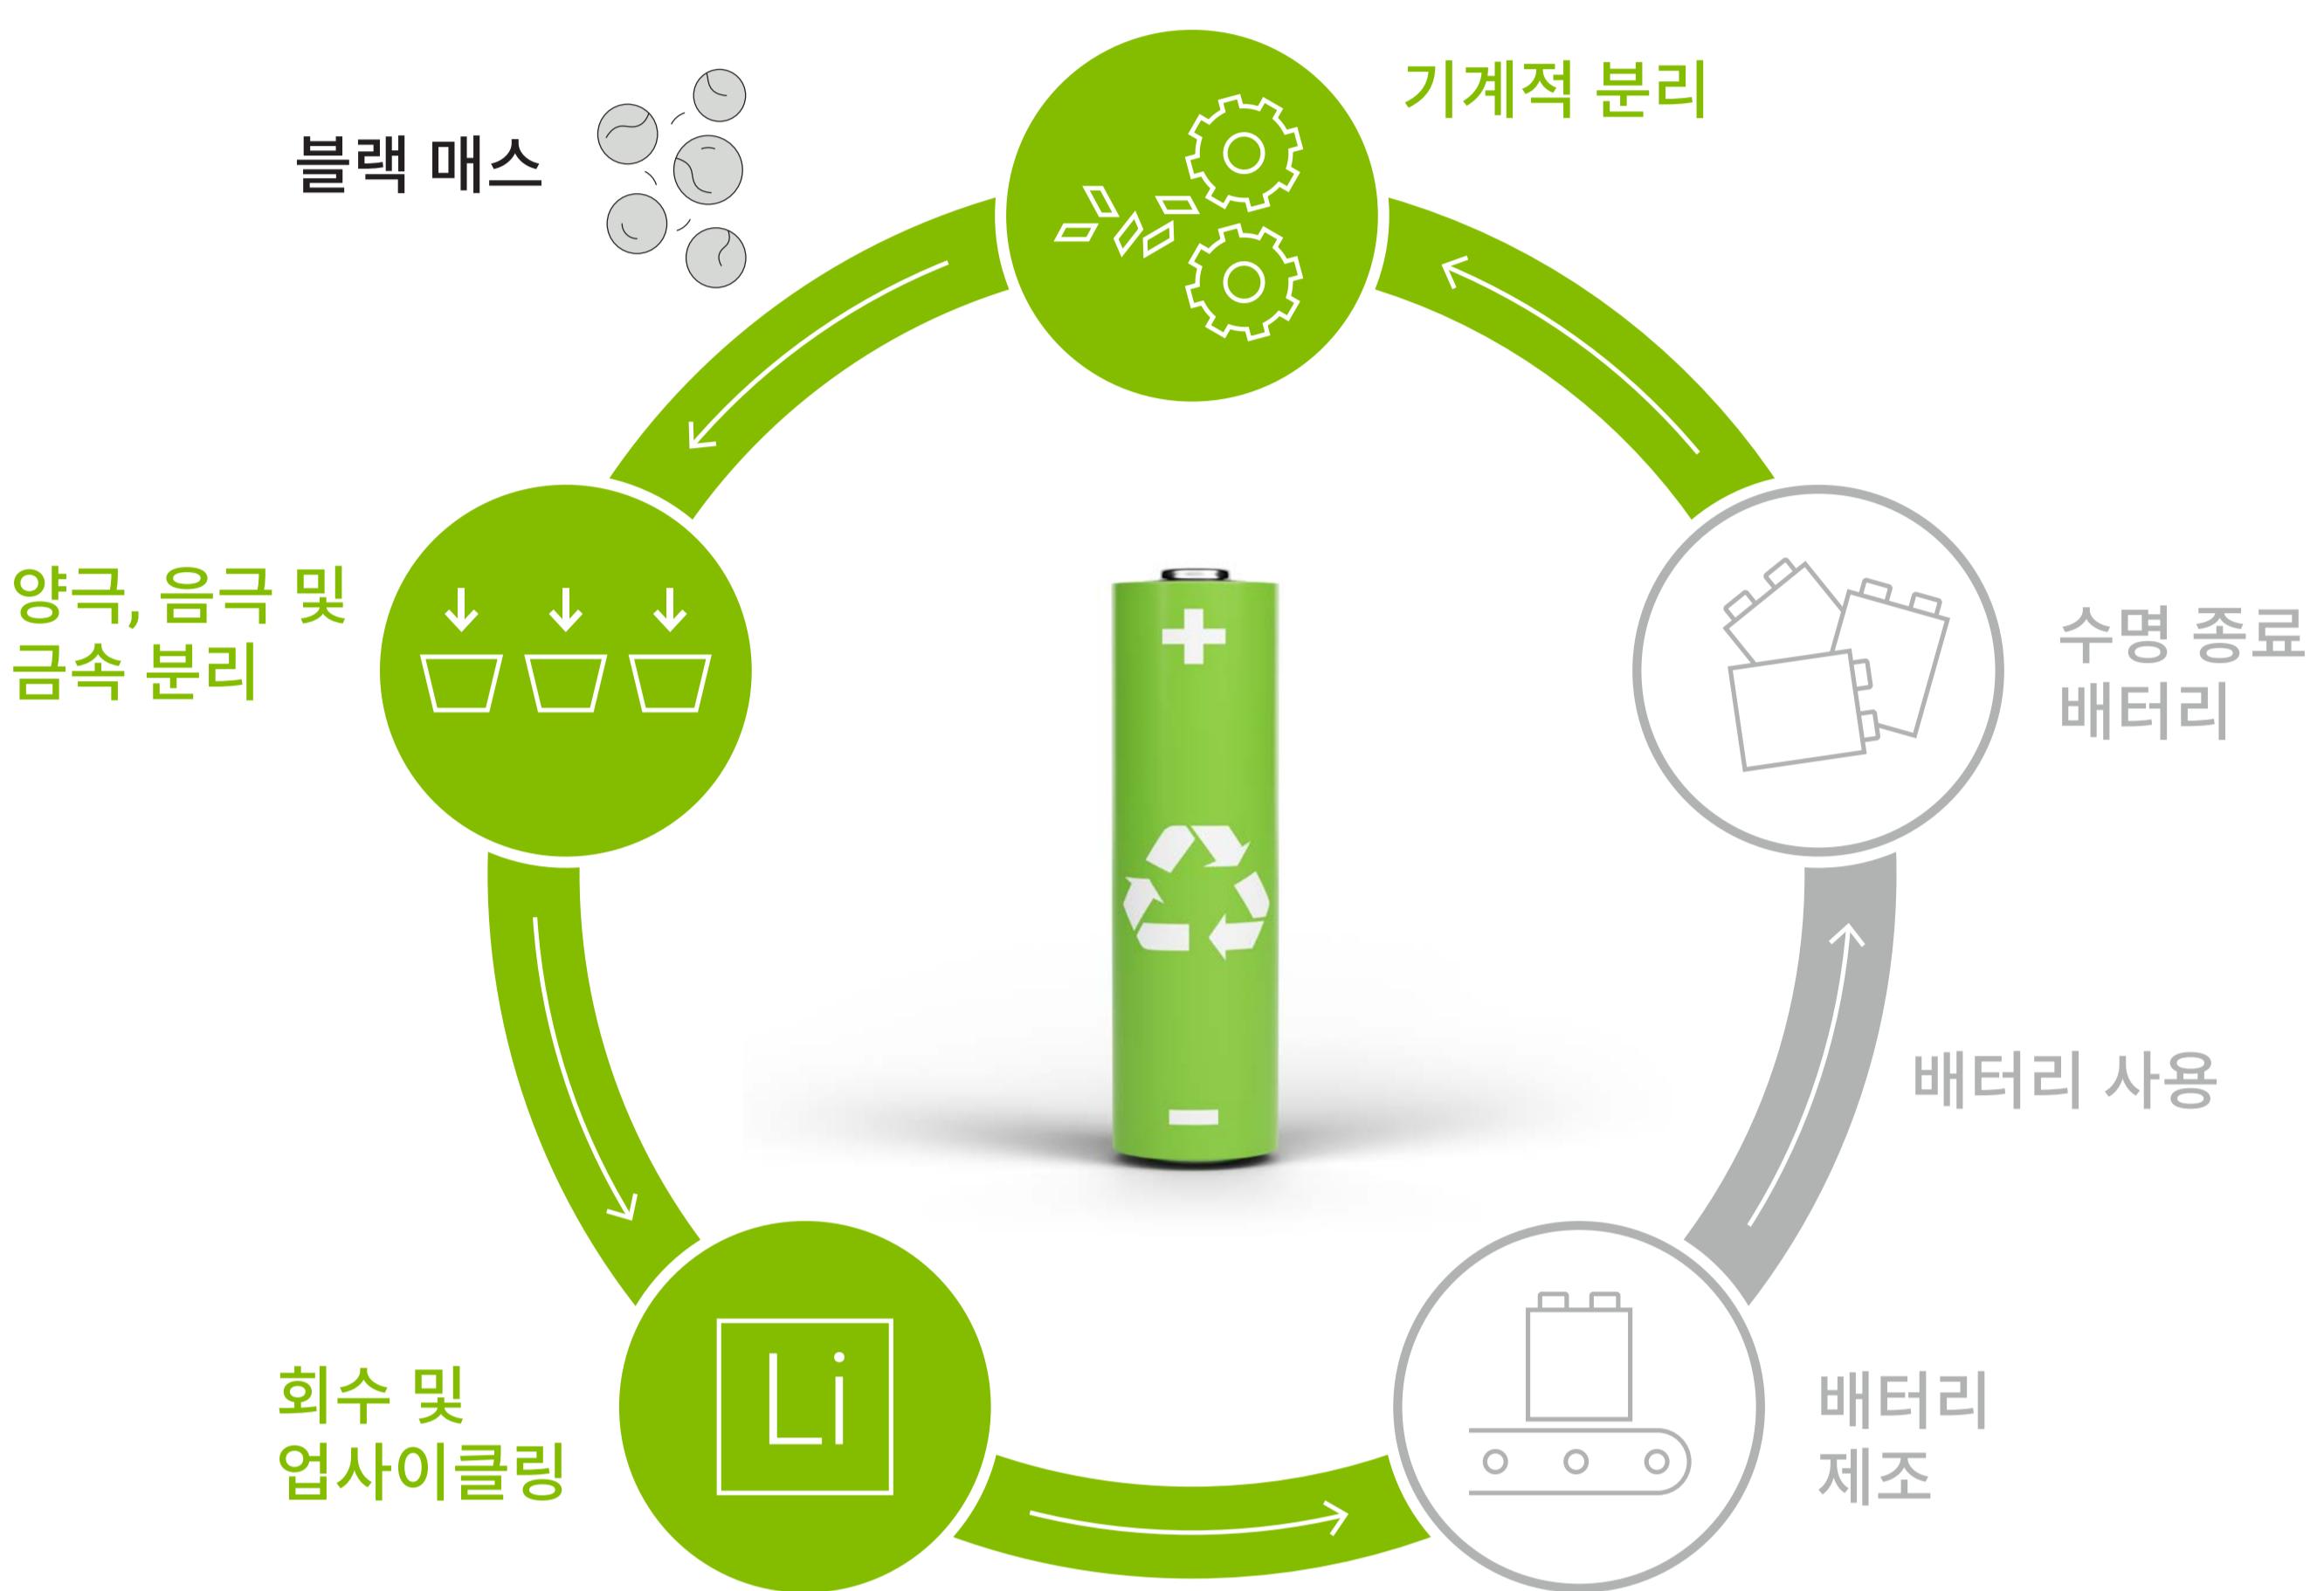 기계적 분리
블랙 매스
양극, 음극 및
금속 분리
수명 종료
배터리
배터리 사용
회수 및
업사이클링
Li
배터리
제조